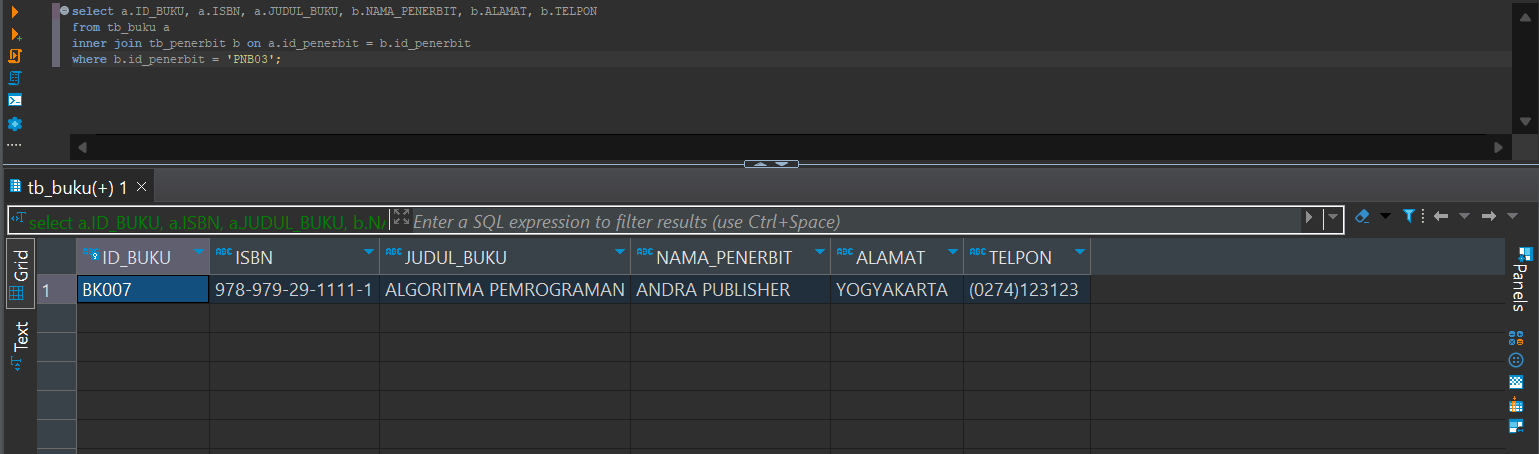 select a.ID_BUKU, a.ISBN, a.JUDUL_BUKU, b.NAMA_PENERBIT, b.ALAMAT, b.TELPON
from tb_buku a
inner join tb_penerbit b on a.id_penerbit = b.id_penerbit
where b.id_penerbit = 'PNB03';
tb_buku(+) 1
select a.ID_BUKU, a.ISBN, a.JUDUL_BUKU, b.NA Enter a SQL expression to filter results (use Ctrl+Space)
Grid
Text
ID_BUKU ISBN JUDUL_BUKU NAMA_PENERBIT ALAMAT TELPON
1 BK007 978-979-29-1111-1 ALGORITMA PEMROGRAMAN ANDRA PUBLISHER YOGYAKARTA (0274)123123
Panels